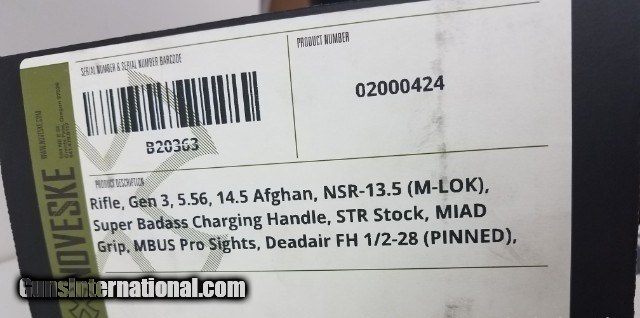 SERIAL NUMBER & SERIAL NUMBER BARCODE
PRODUCT NUMBER
B20363
02000424
PRODUCT DESCRIPTION
Rifle, Gen 3, 5.56, 14.5 Afghan, NSR-13.5 (M-LOK),
Super Badass Charging Handle, STR Stock, MIAD
Grip, MBUS Pro Sights, Deadair FH 1/2-28 (PINNED),
NOVESKE
GunsInternational.com